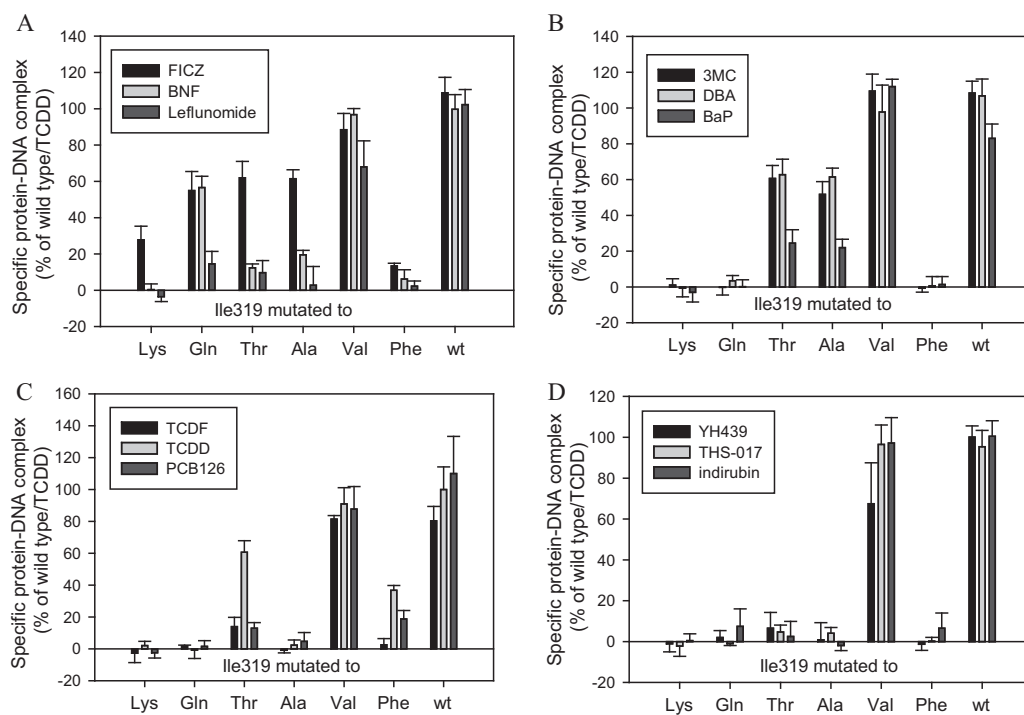 A
Specific protein-DNA complex
(% of wild type/TCDD)
140
120
100
80
60
40
20
0
-20
FICZ
BNF
Leflunomide
Ile319 mutated to
Lys Gln Thr Ala Val Phe wt
B
Specific protein-DNA complex
(% of wild type/TCDD)
140
120
100
80
60
40
20
0
-20
3MC
DBA
BaP
Ile319 mutated to
Lys Gln Thr Ala Val Phe wt
C
Specific protein-DNA complex
(% of wild type/TCDD)
160
140
120
100
80
60
40
20
0
-20
TCDF
TCDD
PCB126
Ile319 mutated to
Lys Gln Thr Ala Val Phe wt
D
Specific protein-DNA complex
(% of wild type/TCDD)
120
100
80
60
40
20
0
-20
YH439
THS-017
indirubin
Ile319 mutated to
Lys Gln Thr Ala Val Phe wt